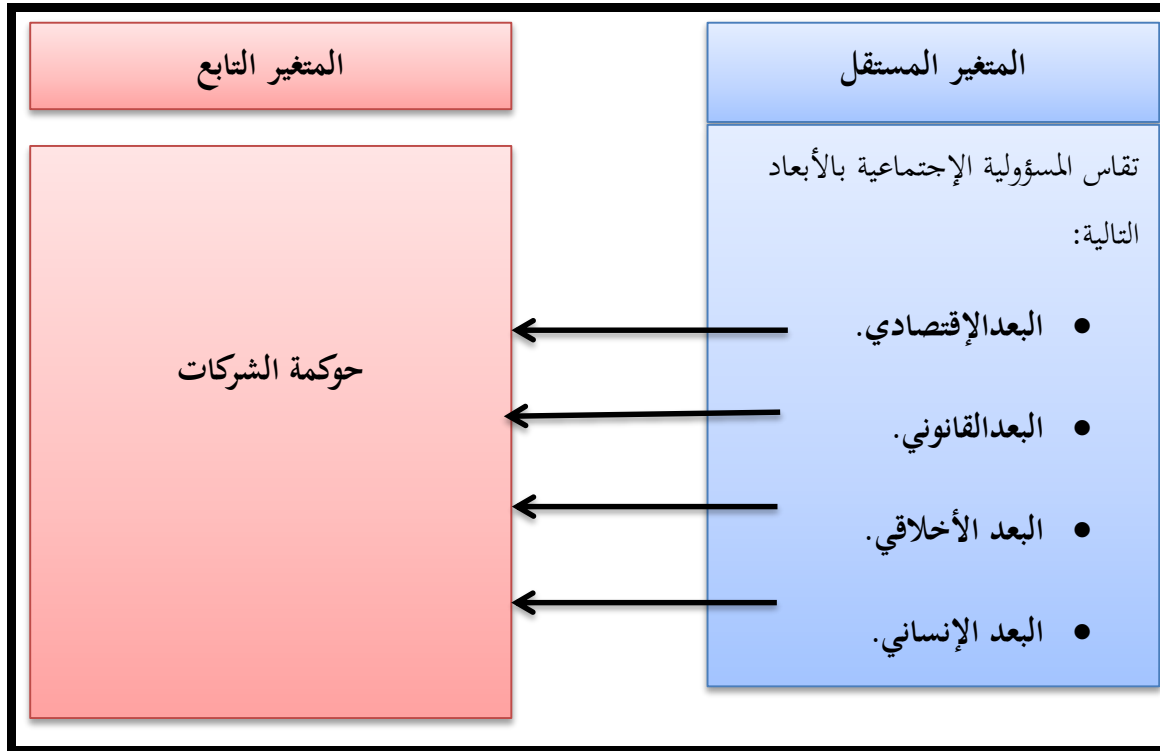 المتغير المستقل
تقاس المسؤولية الإجتماعية بالأبعاد
التالية:
• البعدالإقتصادي.
• البعدالقانوني.
• البعد الأخلاقي.
• البعد الإنساني.
المتغير التابع
حوكمة الشركات